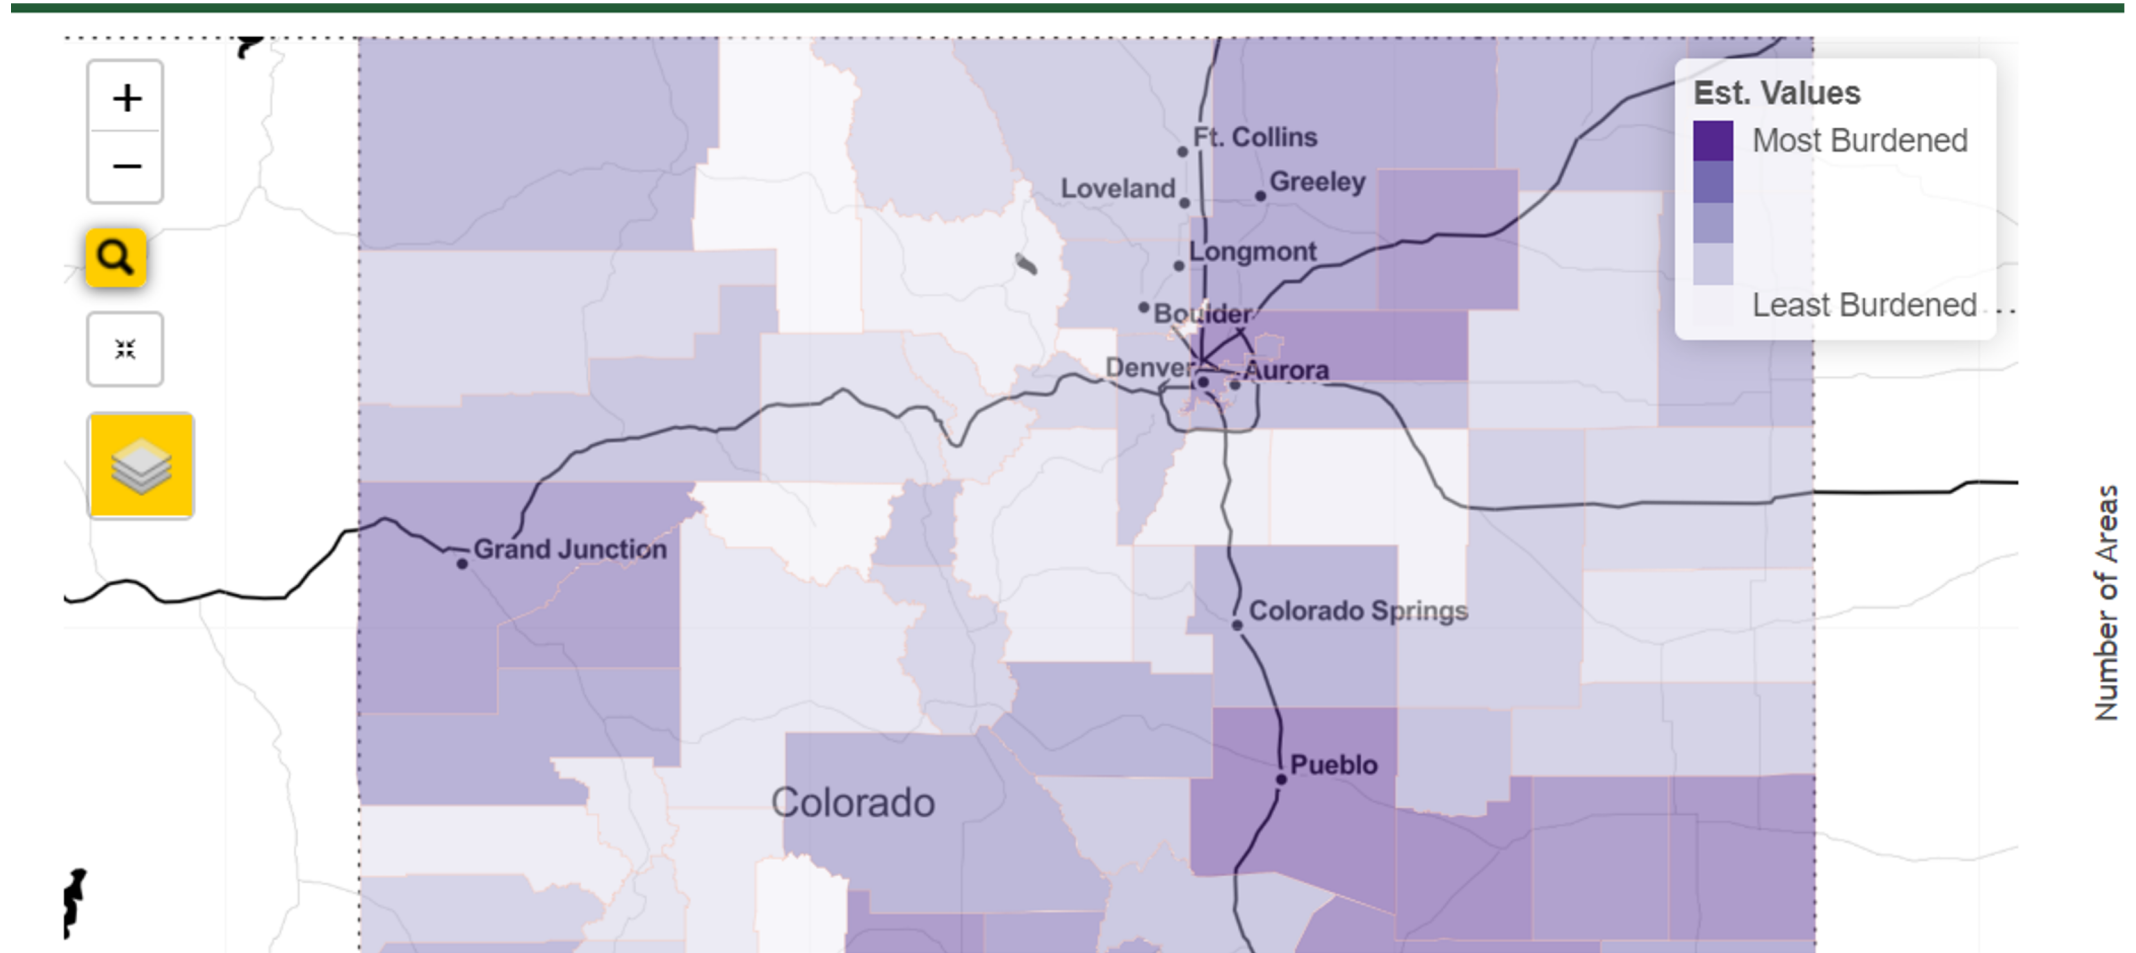 +
−
Est. Values
Most Burdened
Least Burdened
Ft. Collins
Loveland
Greeley
Longmont
Boulder
Denver
Aurora
Grand Junction
Colorado Springs
Pueblo
Colorado
Number of Areas